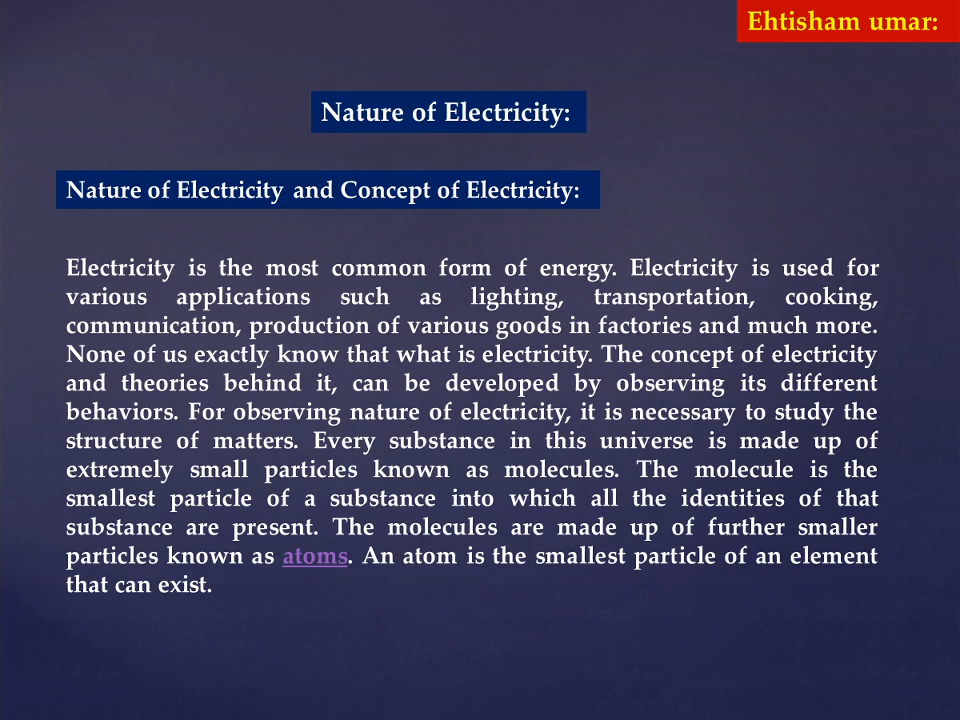 Ehtisham umar:
Nature of Electricity:
Nature of Electricity and Concept of Electricity:
Electricity is the most common form of energy. Electricity is used for
various applications such as lighting, transportation, cooking,
communication, production of various goods in factories and much more.
None of us exactly know that what is electricity. The concept of electricity
and theories behind it, can be developed by observing its different
behaviors. For observing nature of electricity, it is necessary to study the
structure of matters. Every substance in this universe is made up of
extremely small particles known as molecules. The molecule is the
smallest particle of a substance into which all the identities of that
substance are present. The molecules are made up of further smaller
particles known as atoms. An atom is the smallest particle of an element
that can exist.